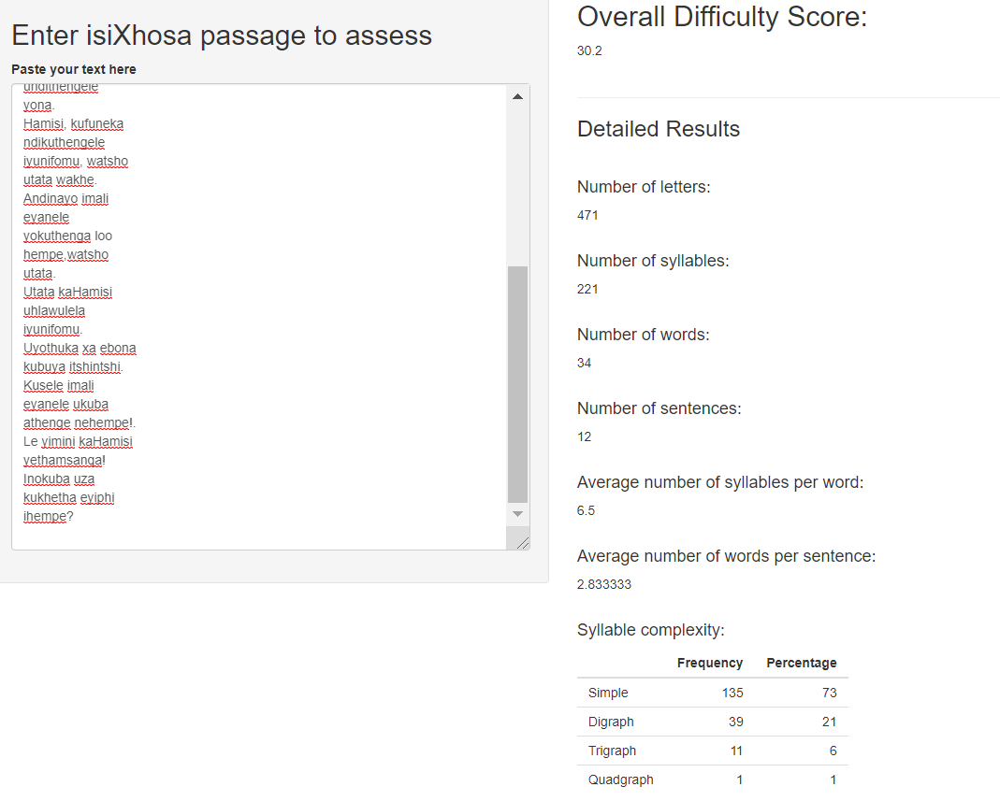 Enter isiXhosa passage to assess
Paste your text here
undithengele
yona.
Hamisi, kufuneka
ndikuthengele
iyunifomu, watsho
utata wakhe.
Andinayo imali
eyanele
yokuthenga loo
hempe,watsho
utata.
Utata kaHamisi
uhlawulela
iyunifomu.
Uyothuka xa ebona
kubuya itshintshi.
Kusele imali
eyanele ukuba
athenge nehempe!.
Le yimini kaHamisi
yethamsanqa!
Inokuba uza
kukhetha eyiphi
ihempe?
Overall Difficulty Score:
30.2
Detailed Results
Number of letters:
471
Number of syllables:
221
Number of words:
34
Number of sentences:
12
Average number of syllables per word:
6.5
Average number of words per sentence:
2.833333
Syllable complexity:
Frequency Percentage
Simple 135 73
Digraph 39 21
Trigraph 11 6
Quadgraph 1 1